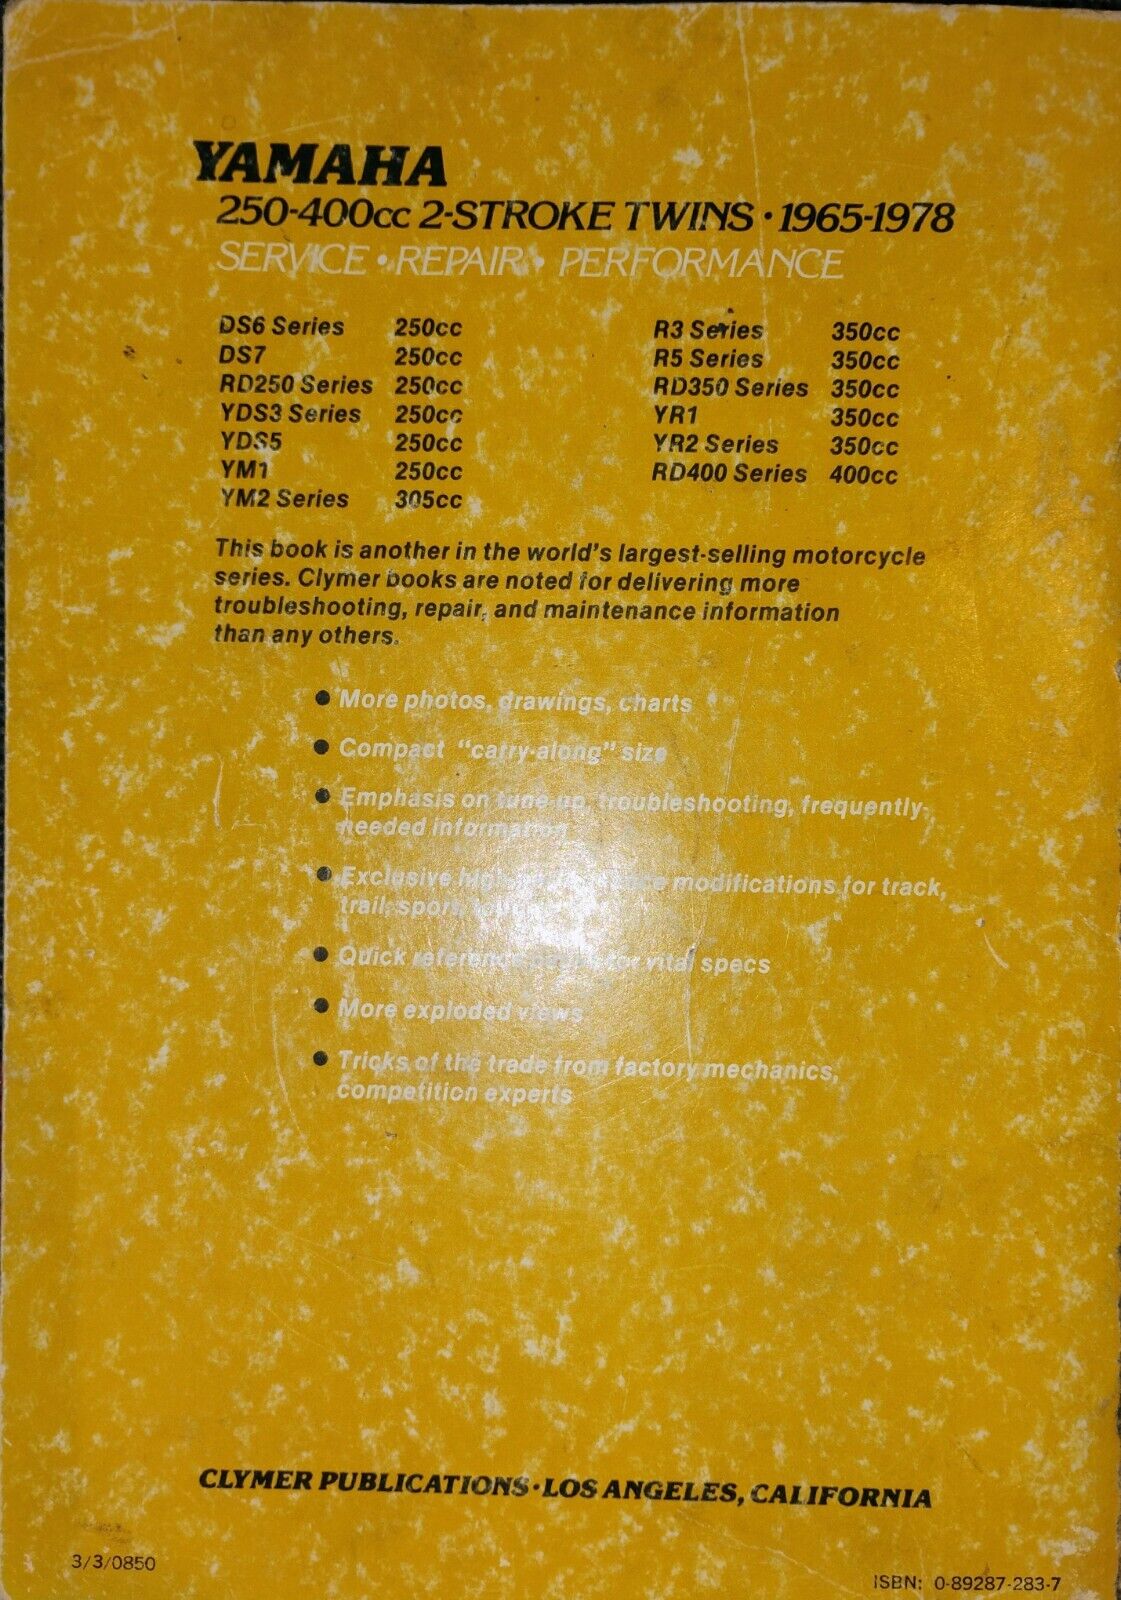 YAMAHA
250-400cc 2-STROKE TWINS • 1965-1978
SERVICE • REPAIR • PERFORMANCE
DS6 Series 250cc
DS7 250cc
RD250 Series 250cc
YDS3 Series 250cc
YDS5 250cc
YM1 250cc
YM2 Series 305cc
R3 Series 350cc
R5 Series 350cc
RD350 Series 350cc
YR1 350cc
YR2 Series 350cc
RD400 Series 400cc
This book is another in the world's largest-selling motorcycle
series. Clymer books are noted for delivering more
troubleshooting, repair, and maintenance information
than any others.
• More photos, drawings, charts
• Compact "carry-along" size
• Emphasis on tune-up, troubleshooting, frequently-
needed information
• Exclusive modifications for track,
trail, sport,
• Quick reference for vital specs
• More exploded views
• Tricks of the trade from factory mechanics,
competition experts
CLYMER PUBLICATIONS • LOS ANGELES, CALIFORNIA
3/3/0850
ISBN: 0-89287-283-7